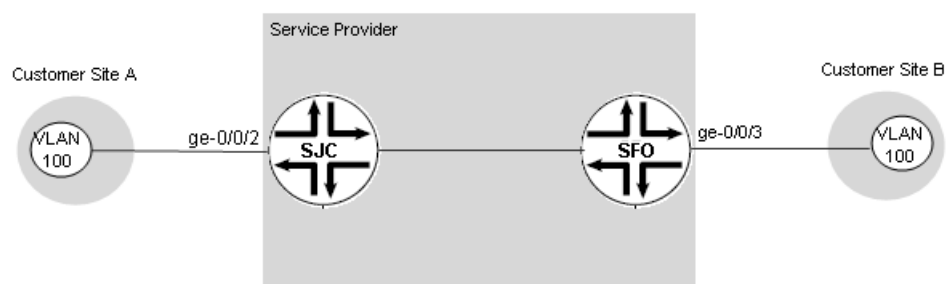 Service Provider
Customer Site A
Customer Site B
VLAN
100
ge-0/0/2
SJC
SFO
ge-0/0/3
VLAN
100